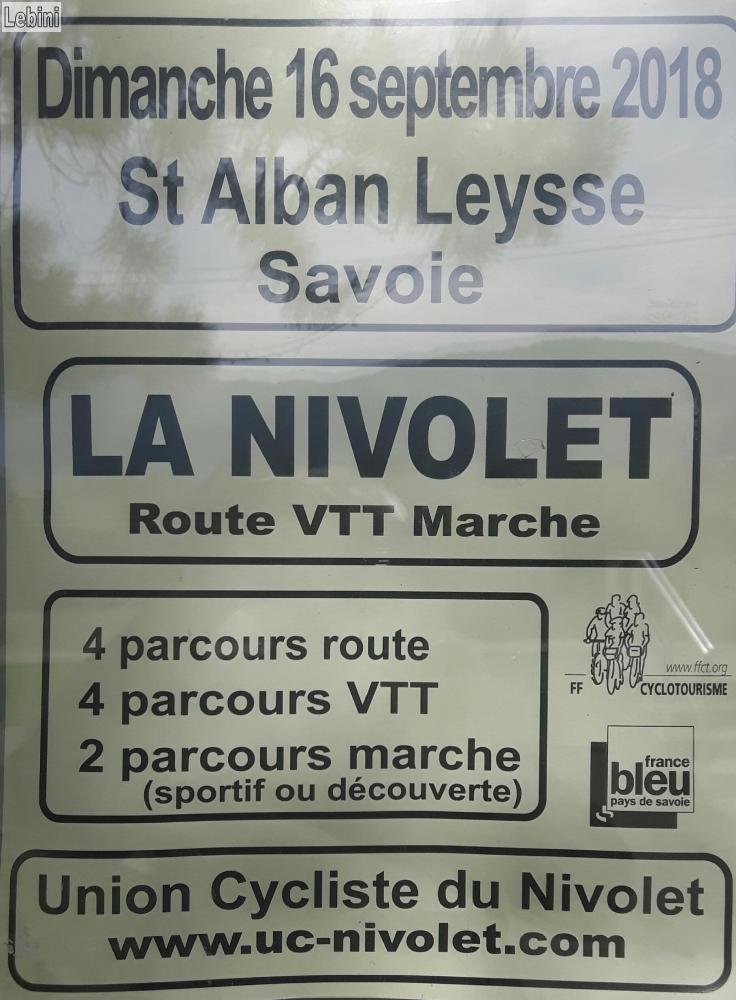 Lebini
Dimanche 16 septembre 2018
St Alban Leysse
Savoie
LA NIVOLET
Route VTT Marche
4 parcours route
4 parcours VTT
2 parcours marche
(sportif ou découverte)
www.ffct.org
FF CYCLOTOURISME
france
bleu
pays de savoie
Union Cycliste du Nivolet
www.uc-nivolet.com